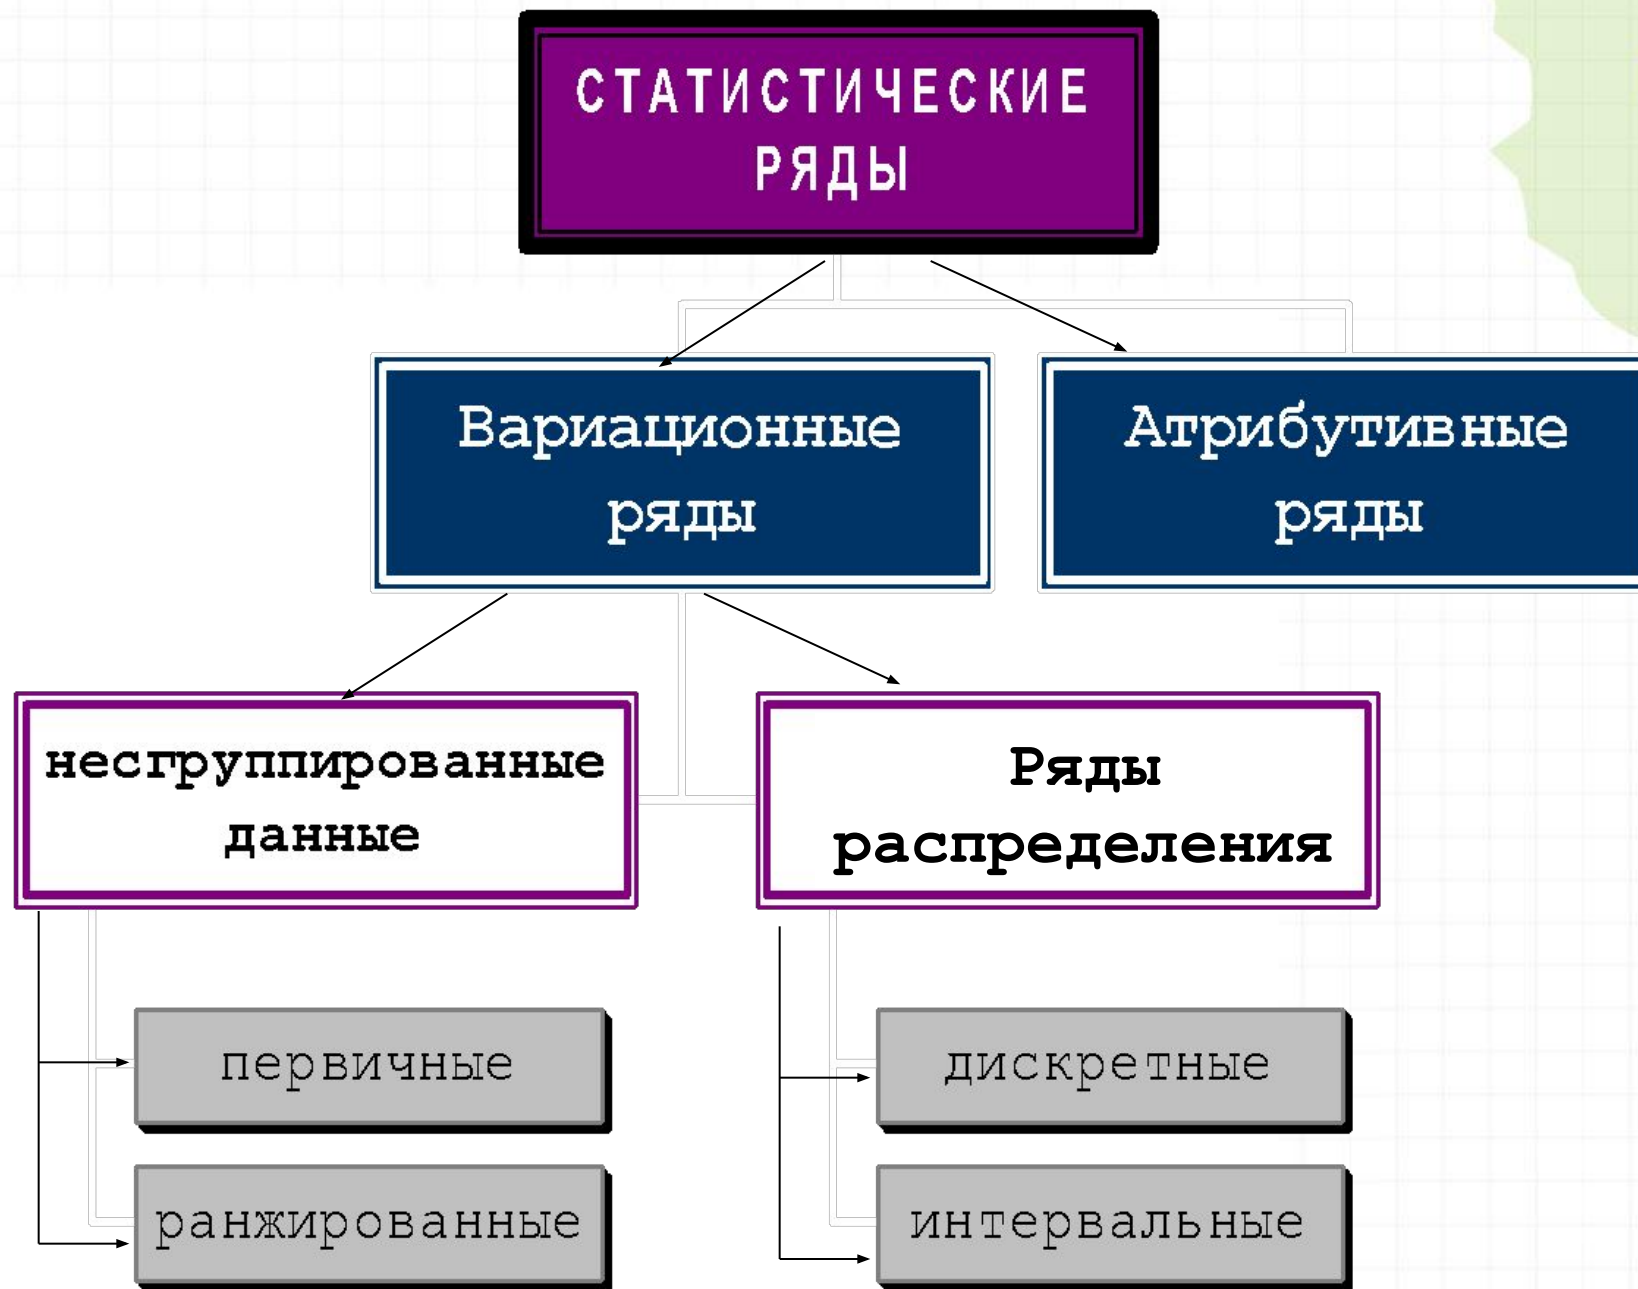 СТАТИСТИЧЕСКИЕ
РЯДЫ
Вариационные
ряды
Атрибутивные
ряды
несгруппированные
данные
Ряды
распределения
первичные
ранжированные
дискретные
интервальные